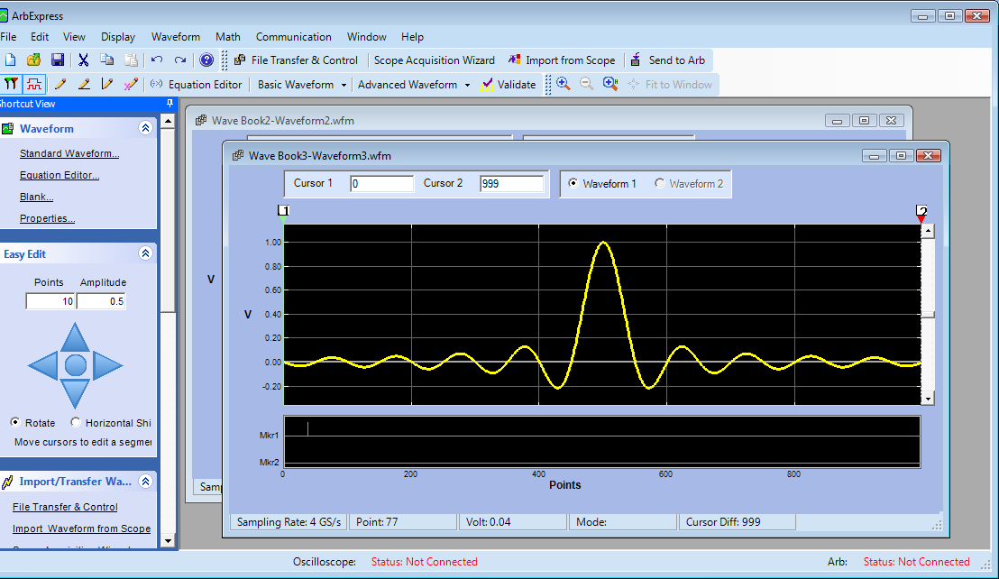 ArbExpress
File Edit View Display Waveform Math Communication Window Help
File Transfer & Control Scope Acquisition Wizard Import from Scope Send to Arb
Equation Editor Basic Waveform Advanced Waveform Validate Fit to Window
Shortcut View
Waveform
Standard Waveform...
Equation Editor...
Blank...
Properties...
Easy Edit
Points Amplitude
10 0.5
Rotate Horizontal Shi
Move cursors to edit a segmer
Import/Transfer Wa...
File Transfer & Control
Import Waveform from Scope
Wave Book2-Waveform2.wfm
V
Samp
Wave Book3-Waveform3.wfm
Cursor 1 0 Cursor 2 999 Waveform 1 Waveform 2
1 2
1.00
0.80
0.60
V 0.40
0.20
0.00
-0.20
Mkr1
Mkr2
0 200 400 600 800
Points
Sampling Rate: 4 GS/s Point: 77 Volt: 0.04 Mode: Cursor Diff: 999
Oscilloscope: Status: Not Connected Arb: Status: Not Connected